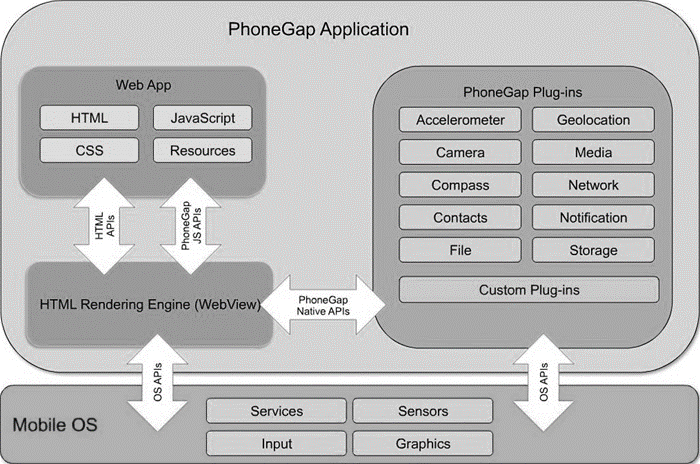 PhoneGap Application
Web App
HTML
JavaScript
CSS
Resources
HTML
APIs
PhoneGap
JS APIs
HTML Rendering Engine (WebView)
PhoneGap
Native APIs
PhoneGap Plug-ins
Accelerometer
Geolocation
Camera
Media
Compass
Network
Contacts
Notification
File
Storage
Custom Plug-ins
OS APIs
OS APIs
Mobile OS
Services
Sensors
Input
Graphics